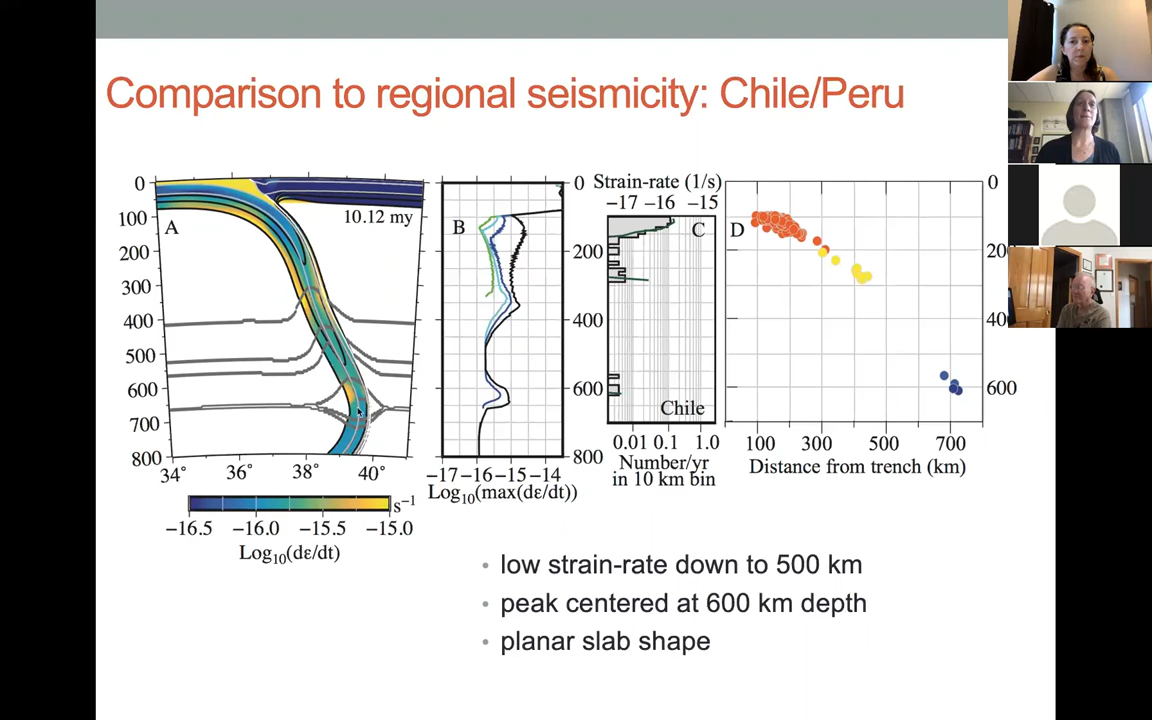 Comparison to regional seismicity: Chile/Peru
0
100
200
300
400
500
600
700
800
A
10.12 my
34°
36°
38°
40°
s⁻¹
−16.5
−16.0
−15.5
−15.0
Log₁₀(dε/dt)
B
0
200
400
600
800
−17
−16
−15
−14
Log₁₀(max(dε/dt))
Strain-rate (1/s)
−17
−16
−15
C
Chile
0.01
0.1
1.0
Number/yr
in 10 km bin
D
0
20
40
600
100
300
500
700
Distance from trench (km)
• low strain-rate down to 500 km
• peak centered at 600 km depth
• planar slab shape